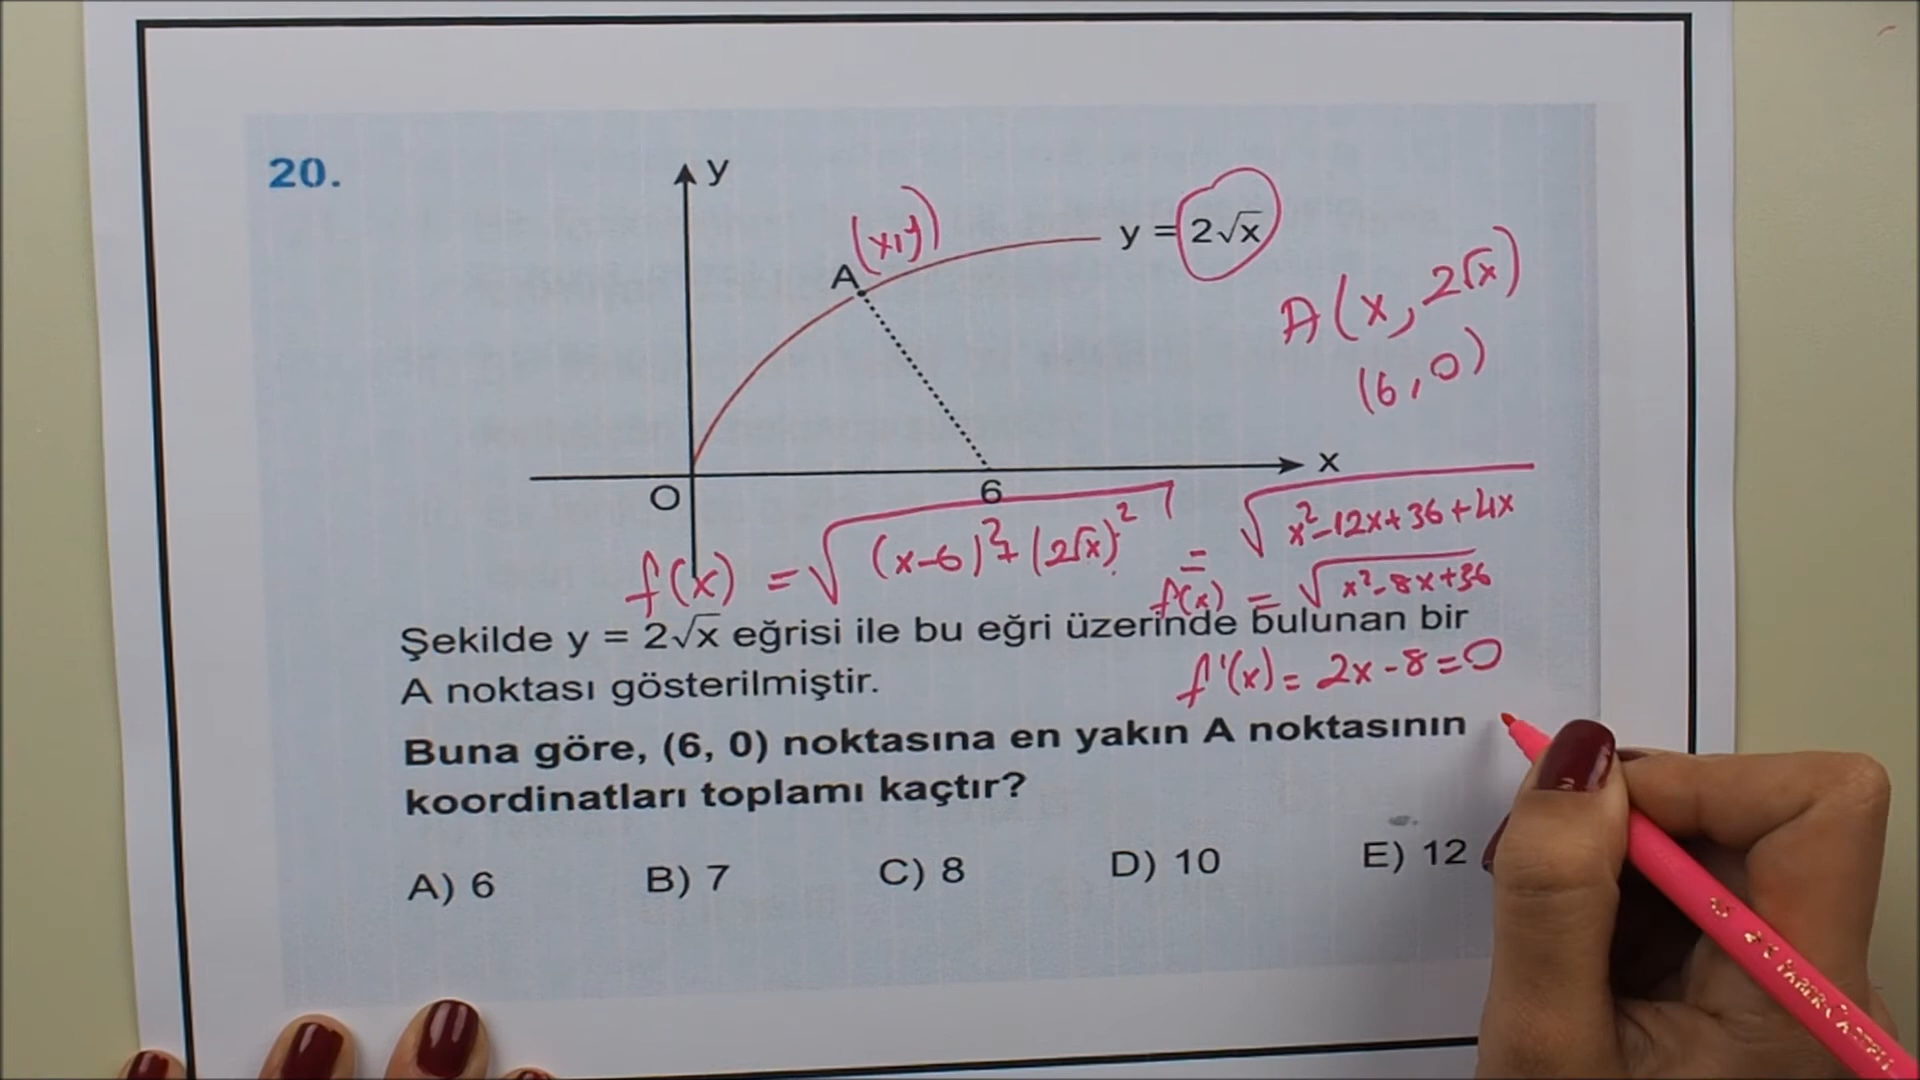 20.
y
(x,y)
A
y = 2√x
A(x, 2√x)
(6, 0)
x
O
6
f(x) = √((x-6)²+(2√x)²) = √(x²-12x+36+4x)
f(x) = √(x²-8x+36)
Şekilde y = 2√x eğrisi ile bu eğri üzerinde bulunan bir
A noktası gösterilmiştir.
f'(x) = 2x-8=0
Buna göre, (6, 0) noktasına en yakın A noktasının
koordinatları toplamı kaçtır?
A) 6 B) 7 C) 8 D) 10 E) 12